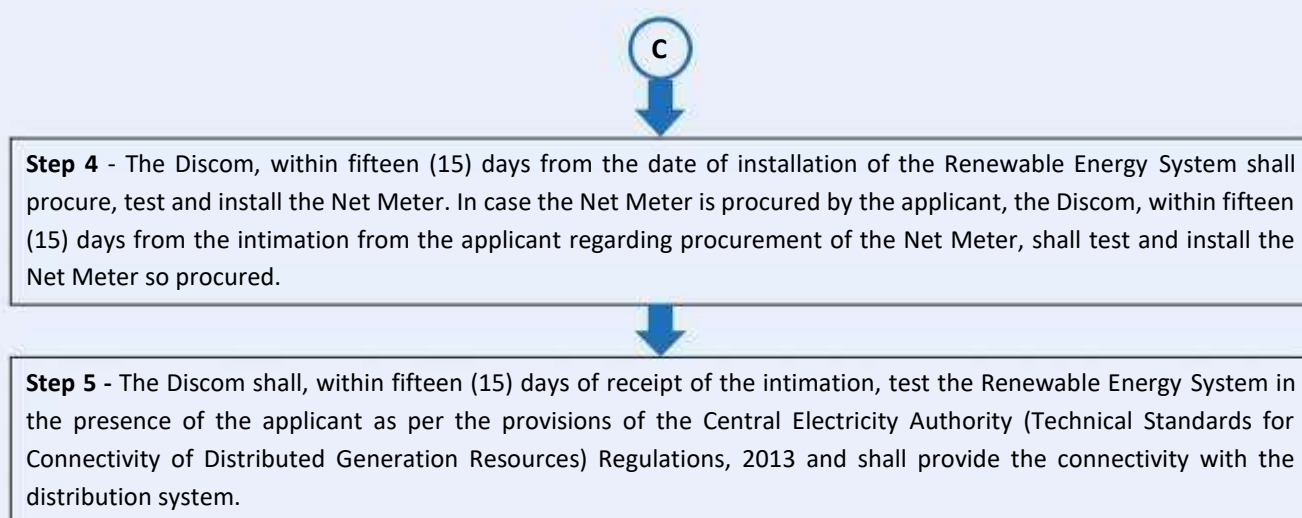 C
Step 4 - The Discom, within fifteen (15) days from the date of installation of the Renewable Energy System shall
procure, test and install the Net Meter. In case the Net Meter is procured by the applicant, the Discom, within fifteen
(15) days from the intimation from the applicant regarding procurement of the Net Meter, shall test and install the
Net Meter so procured.
Step 5 - The Discom shall, within fifteen (15) days of receipt of the intimation, test the Renewable Energy System in
the presence of the applicant as per the provisions of the Central Electricity Authority (Technical Standards for
Connectivity of Distributed Generation Resources) Regulations, 2013 and shall provide the connectivity with the
distribution system.